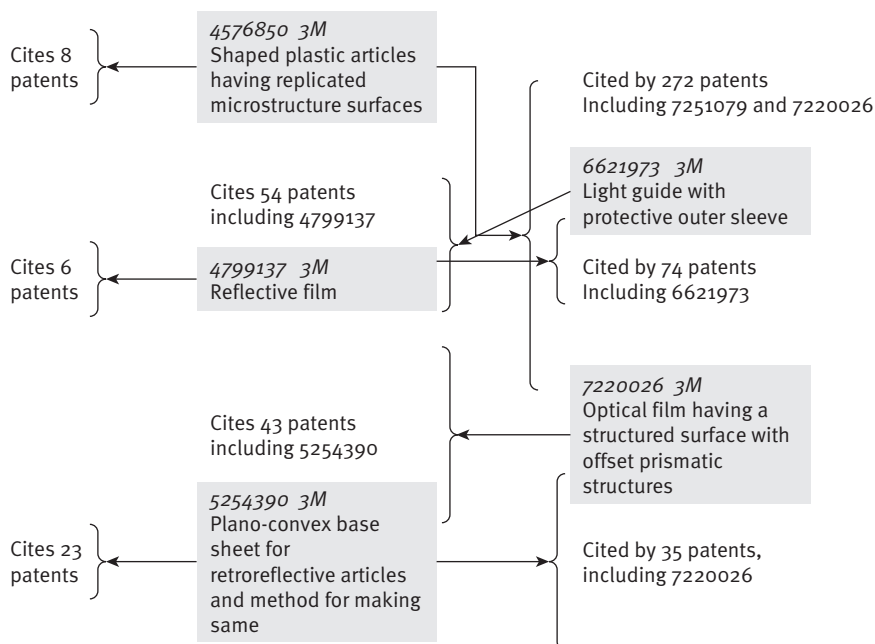 Cites 8
patents
4576850 3M
Shaped plastic articles
having replicated
microstructure surfaces
Cited by 272 patents
Including 7251079 and 7220026
Cites 54 patents
including 4799137
6621973 3M
Light guide with
protective outer sleeve
Cites 6
patents
4799137 3M
Reflective film
Cited by 74 patents
Including 6621973
Cites 43 patents
including 5254390
7220026 3M
Optical film having a
structured surface with
offset prismatic
structures
Cites 23
patents
5254390 3M
Plano-convex base
sheet for
retroreflective articles
and method for making
same
Cited by 35 patents,
including 7220026